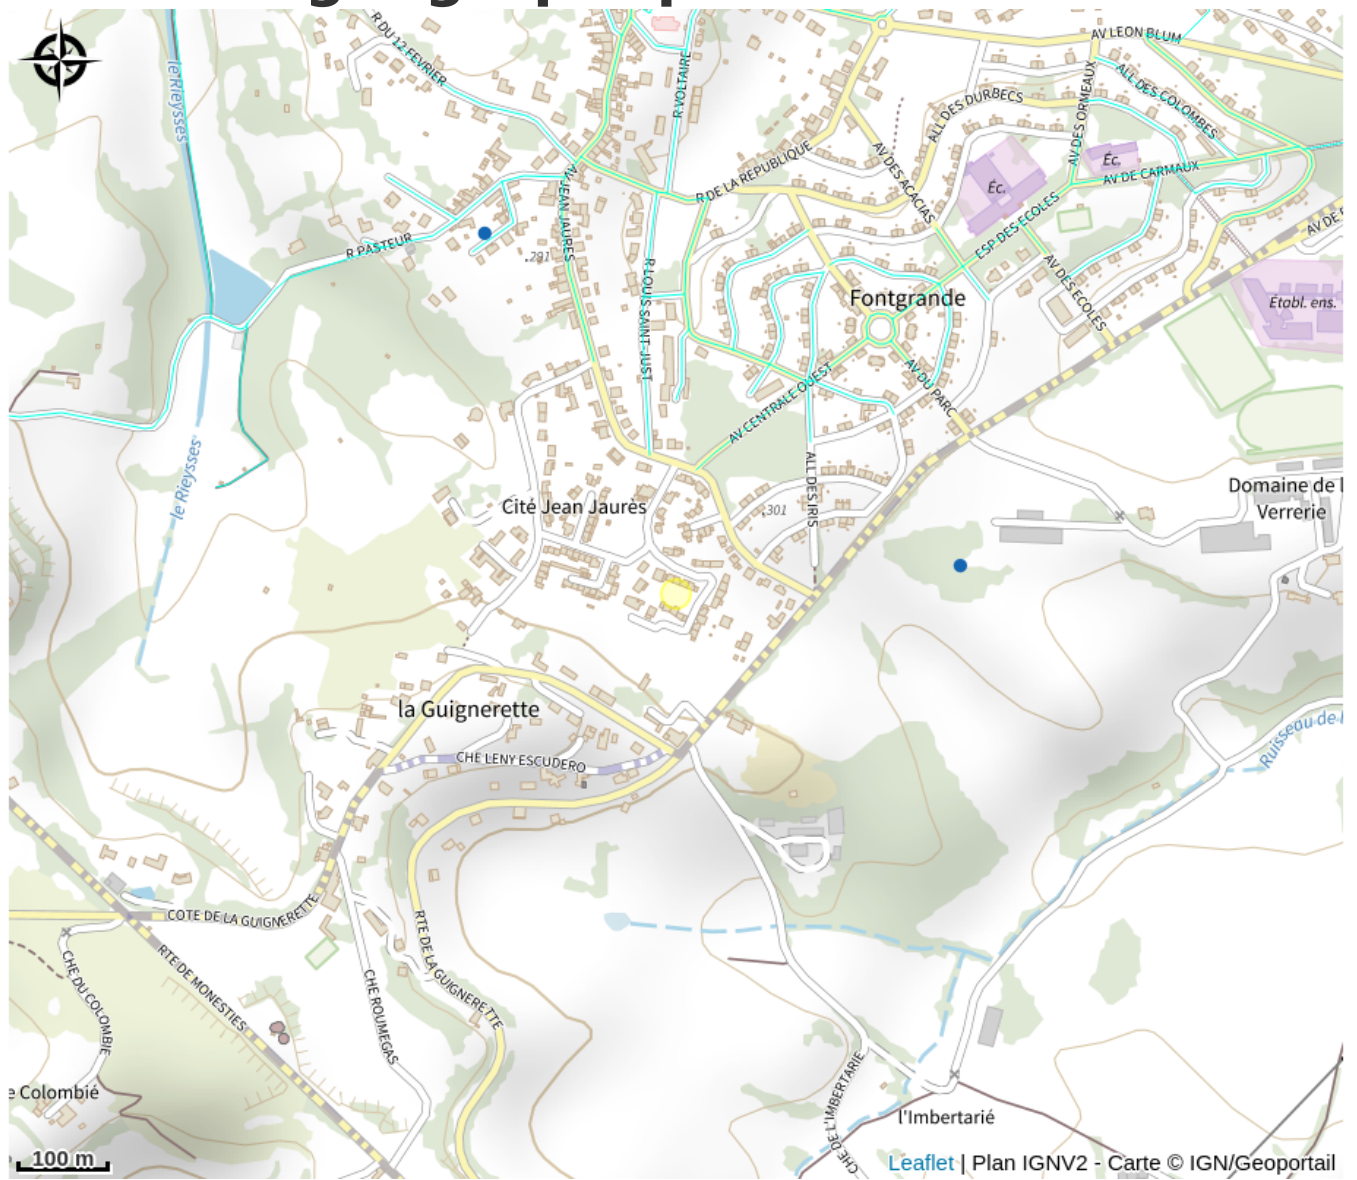 R DU 12 FEVRIER
AV LEON BLUM
le Rieysses
R VOLTAIRE
ALL DES COLOMBES
ALL DES DURBECS
AV DES ORMEAUX
R DE LA REPUBLIQUE
AV DES ACACIAS
Éc.
Éc.
AV DE CARMAUX
AV JEAN JAURES
R PASTEUR
291
ESP DES ECOLES
AV DES ECOLES
R LOUIS SAINT-JUST
Fontgrande
Établ. ens.
AV CENTRALE OUEST
AV DU PARC
le Rieysses
ALL DES IRIS
Cité Jean Jaurès
301
Domaine de l
Verrerie
la Guignerette
CHE LENY ESCUDERO
Ruisseau de
COTE DE LA GUIGNERETTE
RTE DE MONESTIES
CHE DU COLOMBIE
CHE ROUMEGAS
RTE DE LA GUIGNERETTE
CHE DE L'IMBERTARIE
e Colombié
l'Imbertarié
100 m
Leaflet | Plan IGNV2 - Carte © IGN/Geoportail